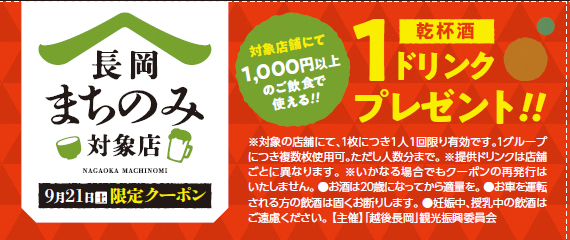 長岡
まちのみ
対象店
NAGAOKA MACHINOMI
9月21日土 限定クーポン
対象店舗にて
1,000円以上
のご飲食で
使える!!
乾杯酒
1ドリンク
プレゼント!!
※対象の店舗にて、1枚につき1人1回限り有効です。1グループ
につき複数枚使用可。ただし人数分まで。 ※提供ドリンクは店舗
ごとに異なります。 ※いかなる場合でもクーポンの再発行は
いたしません。 ●お酒は20歳になってから適量を。 ●お車を運転
される方の飲酒は固くお断りします。 ●妊娠中、授乳中の飲酒は
ご遠慮ください。 【主催】「越後長岡」観光振興委員会